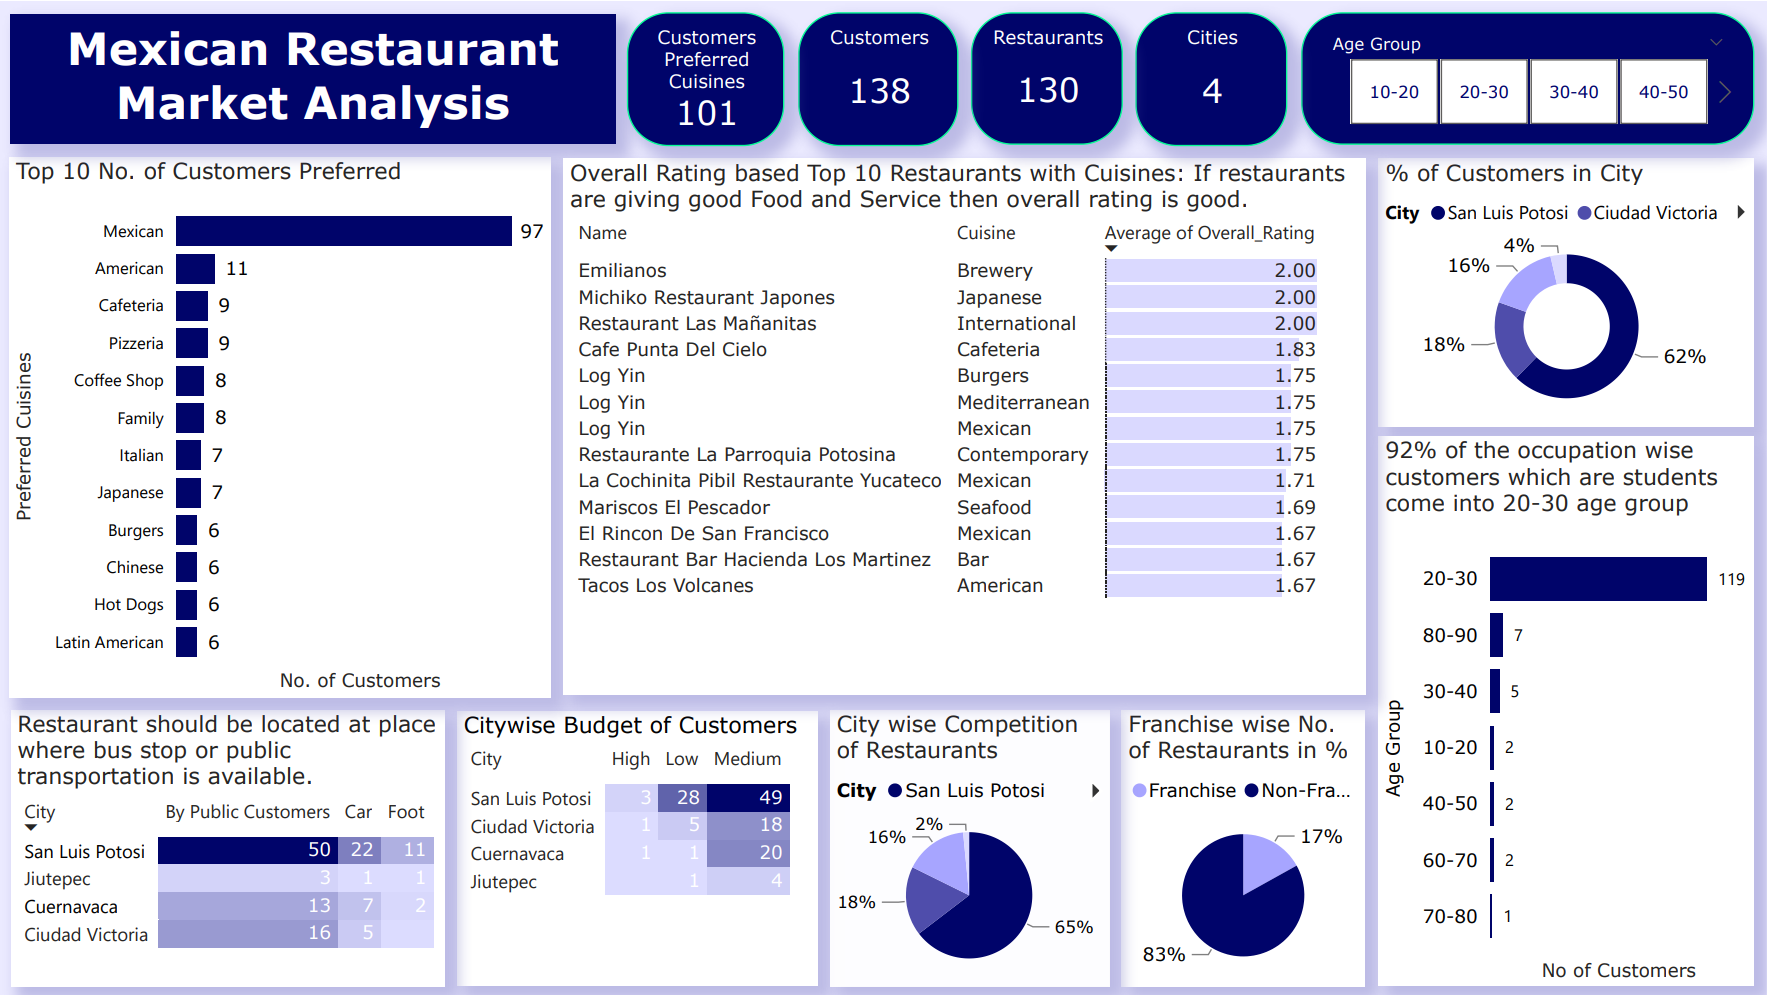 Mexican Restaurant
Market Analysis
Customers
Preferred
Cuisines
101
Customers
138
Restaurants
130
Cities
4
Age Group
10-20 20-30 30-40 40-50
Top 10 No. of Customers Preferred
Preferred Cuisines
Mexican 97
American 11
Cafeteria 9
Pizzeria 9
Coffee Shop 8
Family 8
Italian 7
Japanese 7
Burgers 6
Chinese 6
Hot Dogs 6
Latin American 6
No. of Customers
Overall Rating based Top 10 Restaurants with Cuisines: If restaurants
are giving good Food and Service then overall rating is good.
Name Cuisine Average of Overall_Rating
Emilianos Brewery 2.00
Michiko Restaurant Japones Japanese 2.00
Restaurant Las Mañanitas International 2.00
Cafe Punta Del Cielo Cafeteria 1.83
Log Yin Burgers 1.75
Log Yin Mediterranean 1.75
Log Yin Mexican 1.75
Restaurante La Parroquia Potosina Contemporary 1.75
La Cochinita Pibil Restaurante Yucateco Mexican 1.71
Mariscos El Pescador Seafood 1.69
El Rincon De San Francisco Mexican 1.67
Restaurant Bar Hacienda Los Martinez Bar 1.67
Tacos Los Volcanes American 1.67
% of Customers in City
City San Luis Potosi Ciudad Victoria
4%
16%
18%
62%
92% of the occupation wise
customers which are students
come into 20-30 age group
Age Group
20-30 119
80-90 7
30-40 5
10-20 2
40-50 2
60-70 2
70-80 1
No of Customers
Restaurant should be located at place
where bus stop or public
transportation is available.
City By Public Customers Car Foot
San Luis Potosi 50 22 11
Jiutepec 3 1 1
Cuernavaca 13 7 2
Ciudad Victoria 16 5
Citywise Budget of Customers
City High Low Medium
San Luis Potosi 3 28 49
Ciudad Victoria 1 5 18
Cuernavaca 1 1 20
Jiutepec 1 4
City wise Competition
of Restaurants
City San Luis Potosi
2%
16%
18%
65%
Franchise wise No.
of Restaurants in %
Franchise Non-Fra...
17%
83%